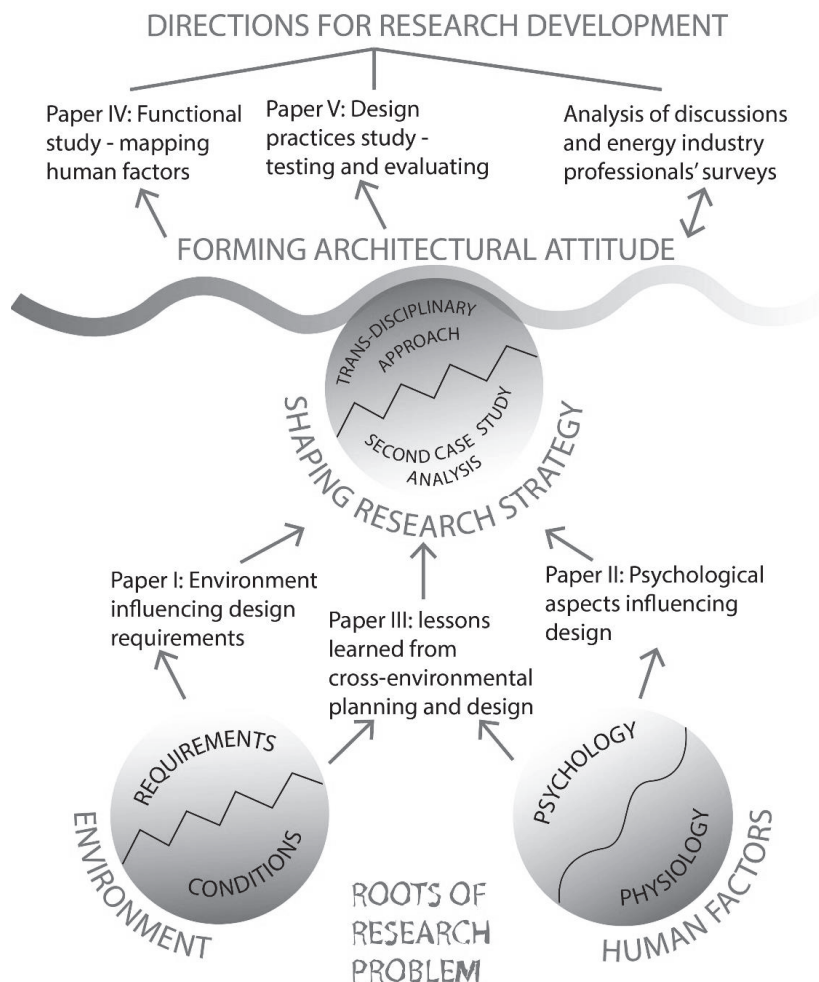 DIRECTIONS FOR RESEARCH DEVELOPMENT
Paper IV: Functional
study - mapping
human factors
Paper V: Design
practices study -
testing and evaluating
Analysis of discussions
and energy industry
professionals' surveys
FORMING ARCHITECTURAL ATTITUDE
TRANS-DISCIPLINARY
APPROACH
SECOND CASE STUDY
ANALYSIS
SHAPING RESEARCH STRATEGY
Paper I: Environment
influencing design
requirements
Paper III: lessons
learned from
cross-environmental
planning and design
Paper II: Psychological
aspects influencing
design
REQUIREMENTS
CONDITIONS
ENVIRONMENT
PSYCHOLOGY
PHYSIOLOGY
HUMAN FACTORS
ROOTS OF
RESEARCH
PROBLEM